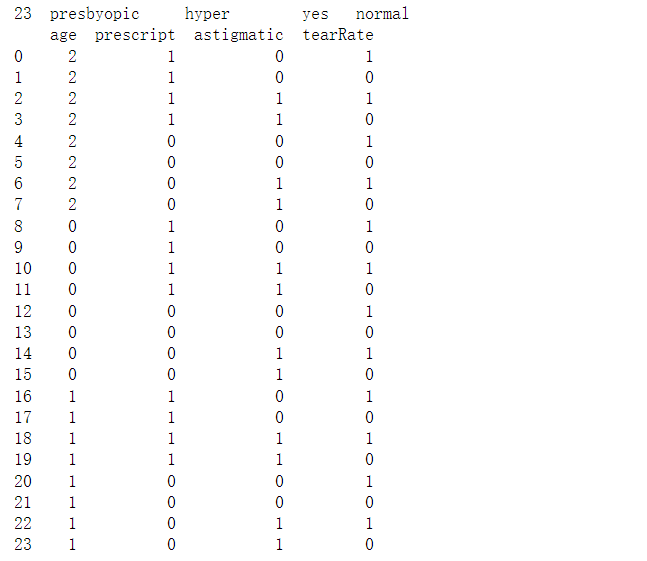 23 presbyopic hyper yes normal
age prescript astigmatic tearRate
0 2 1 0 1
1 2 1 0 0
2 2 1 1 1
3 2 1 1 0
4 2 0 0 1
5 2 0 0 0
6 2 0 1 1
7 2 0 1 0
8 0 1 0 1
9 0 1 0 0
10 0 1 1 1
11 0 1 1 0
12 0 0 0 1
13 0 0 0 0
14 0 0 1 1
15 0 0 1 0
16 1 1 0 1
17 1 1 0 0
18 1 1 1 1
19 1 1 1 0
20 1 0 0 1
21 1 0 0 0
22 1 0 1 1
23 1 0 1 0